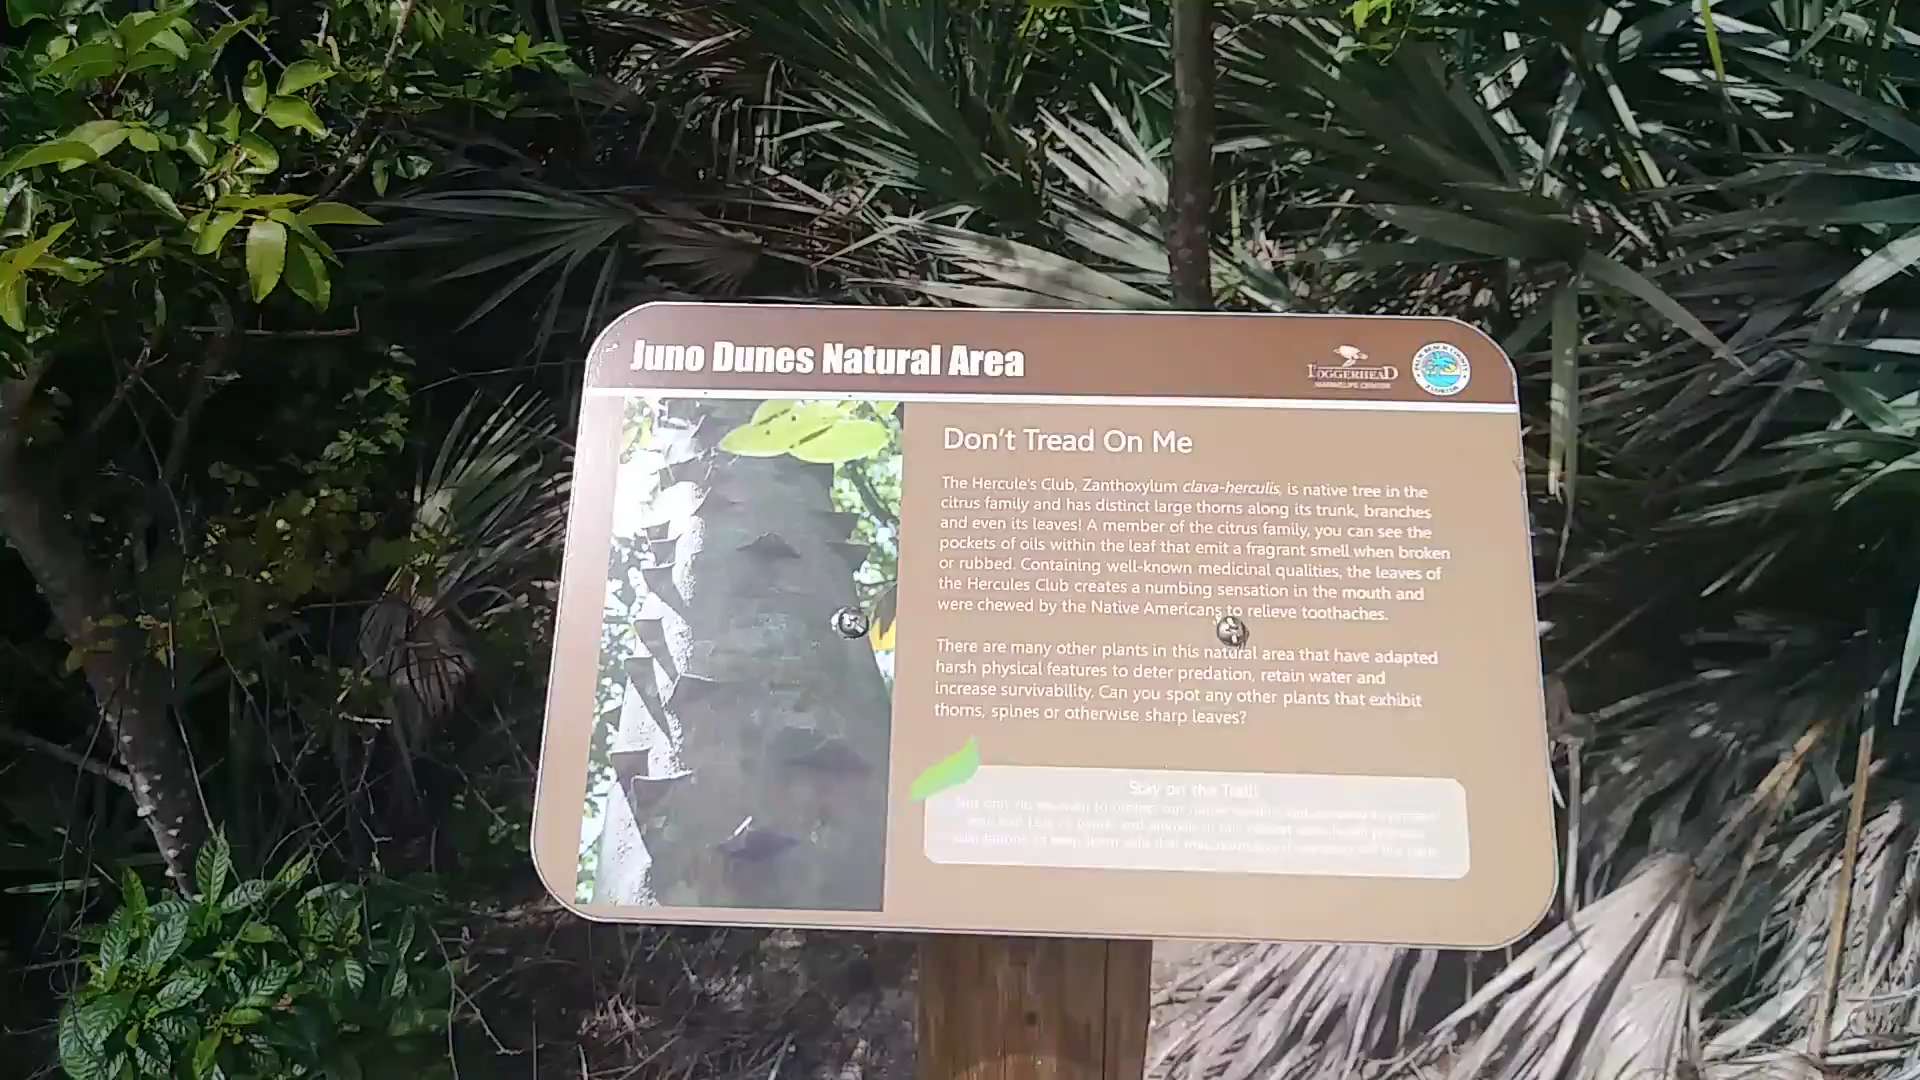 Juno Dunes Natural Area
LOGGERHEAD
MARINELIFE CENTER
PALM BEACH COUNTY
FLORIDA
Don't Tread On Me
The Hercule's Club, Zanthoxylum clava-herculis, is native tree in the
citrus family and has distinct large thorns along its trunk, branches
and even its leaves! A member of the citrus family, you can see the
pockets of oils within the leaf that emit a fragrant smell when broken
or rubbed. Containing well-known medicinal qualities, the leaves of
the Hercules Club creates a numbing sensation in the mouth and
were chewed by the Native Americans to relieve toothaches.
There are many other plants in this natural area that have adapted
harsh physical features to deter predation, retain water and
increase survivability. Can you spot any other plants that exhibit
thorns, spines or otherwise sharp leaves?
Stay on the Trail!